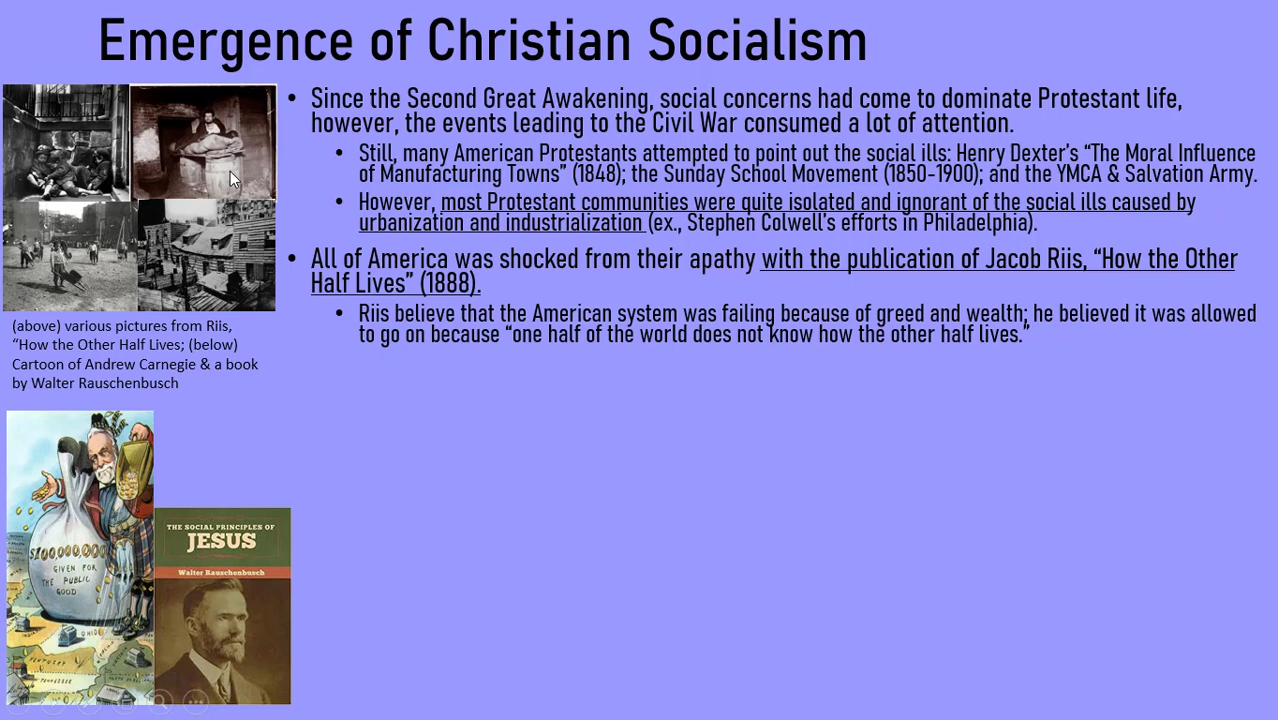 Emergence of Christian Socialism
• Since the Second Great Awakening, social concerns had come to dominate Protestant life,
however, the events leading to the Civil War consumed a lot of attention.
• Still, many American Protestants attempted to point out the social ills: Henry Dexter's “The Moral Influence
of Manufacturing Towns” (1848); the Sunday School Movement (1850-1900); and the YMCA & Salvation Army.
• However, most Protestant communities were quite isolated and ignorant of the social ills caused by
urbanization and industrialization (ex., Stephen Colwell's efforts in Philadelphia).
• All of America was shocked from their apathy with the publication of Jacob Riis, “How the Other
Half Lives” (1888).
• Riis believe that the American system was failing because of greed and wealth; he believed it was allowed
to go on because “one half of the world does not know how the other half lives.”
(above) various pictures from Riis,
“How the Other Half Lives; (below)
Cartoon of Andrew Carnegie & a book
by Walter Rauschenbusch
$100,000,000
GIVEN FOR
THE PUBLIC
GOOD
OHIO
KENTUCKY
TENNESSEE
THE SOCIAL PRINCIPLES OF
JESUS
Walter Rauschenbusch